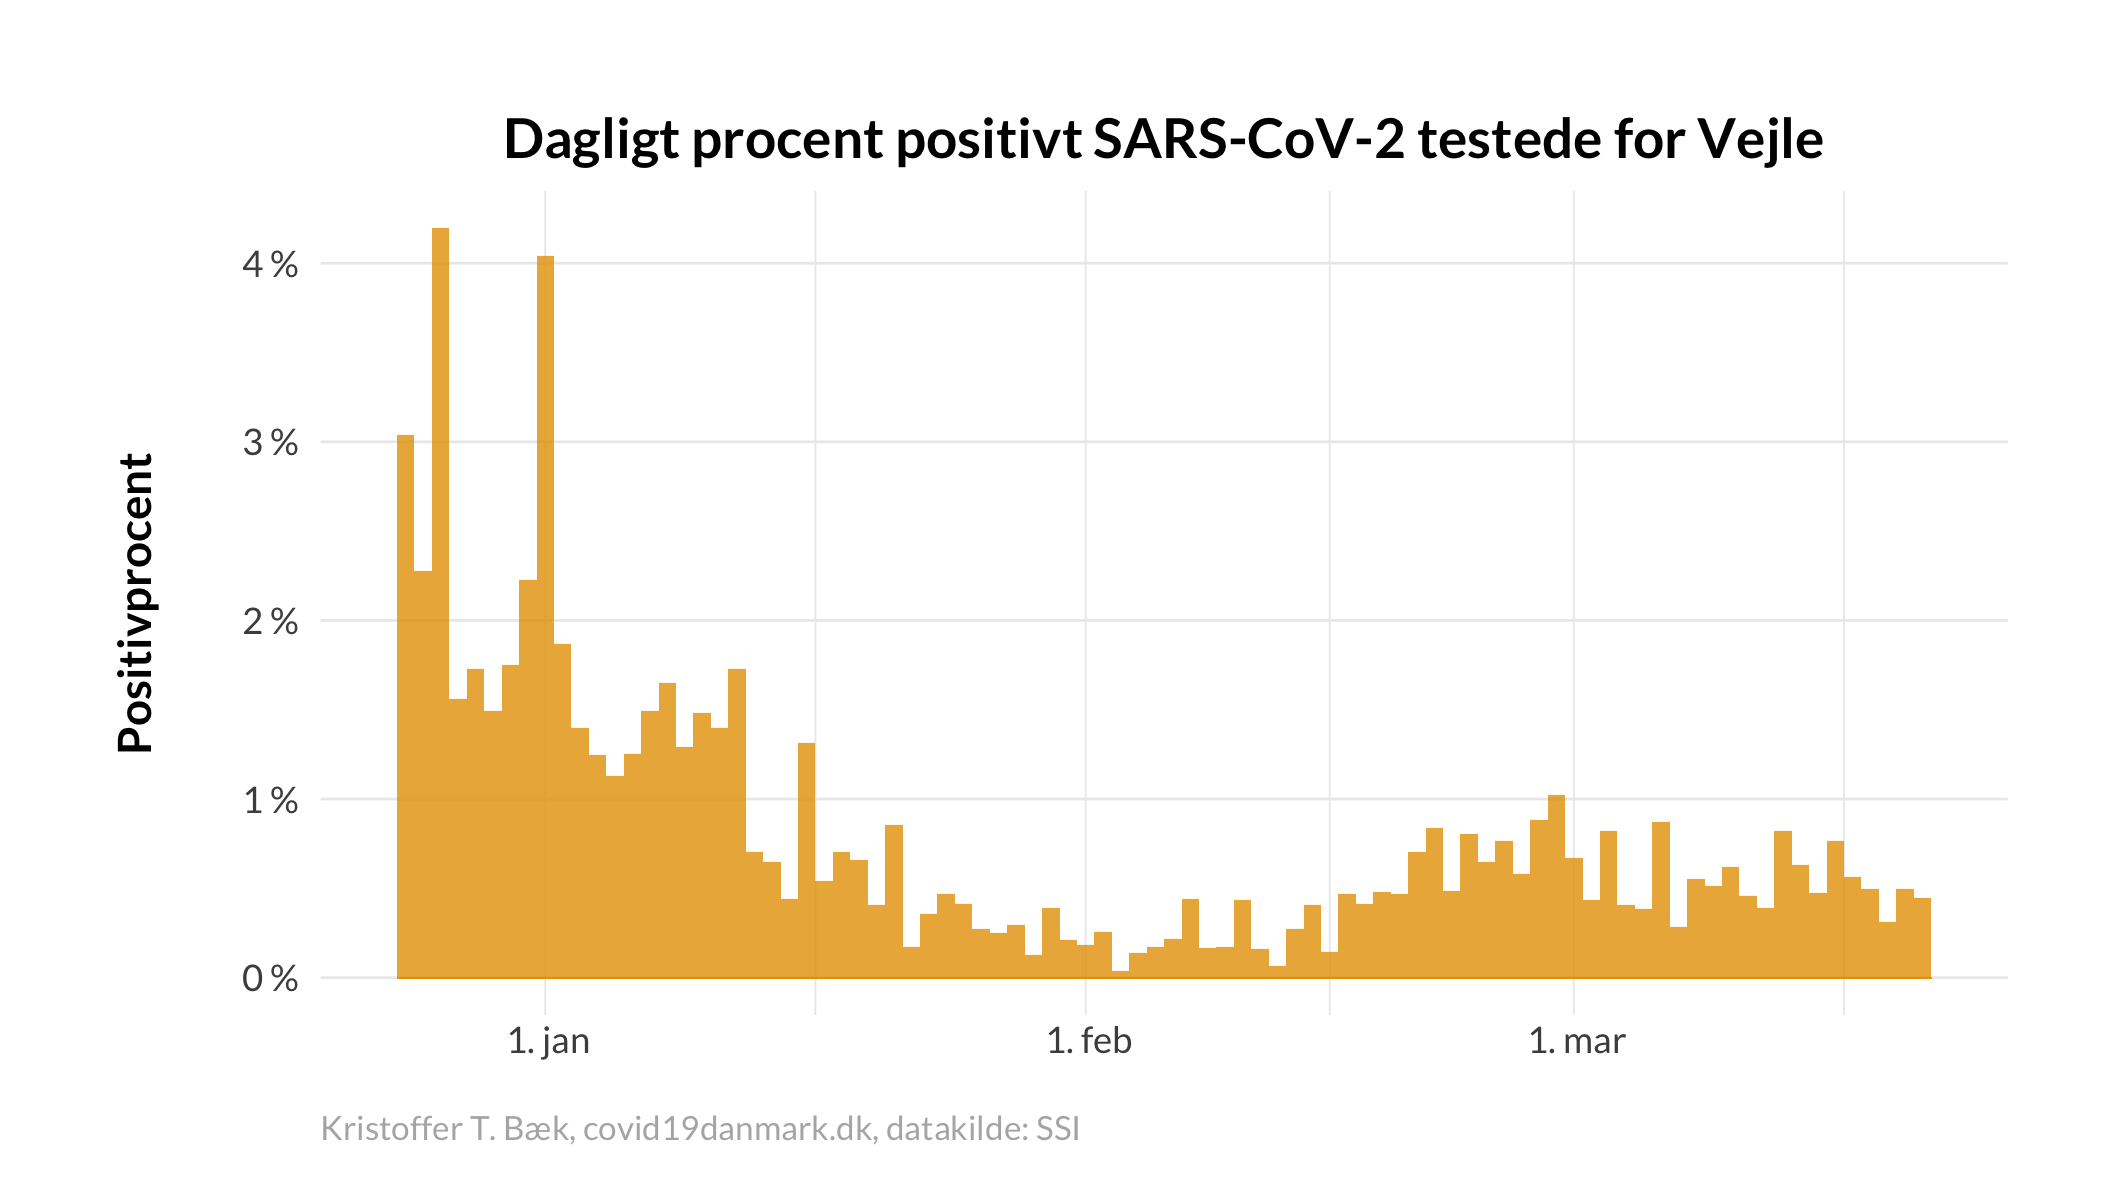 Dagligt procent positivt SARS-CoV-2 testede for Vejle
Positivprocent
4 %
3 %
2 %
1 %
0 %
1. jan
1. feb
1. mar
Kristoffer T. Bæk, covid19danmark.dk, datakilde: SSI